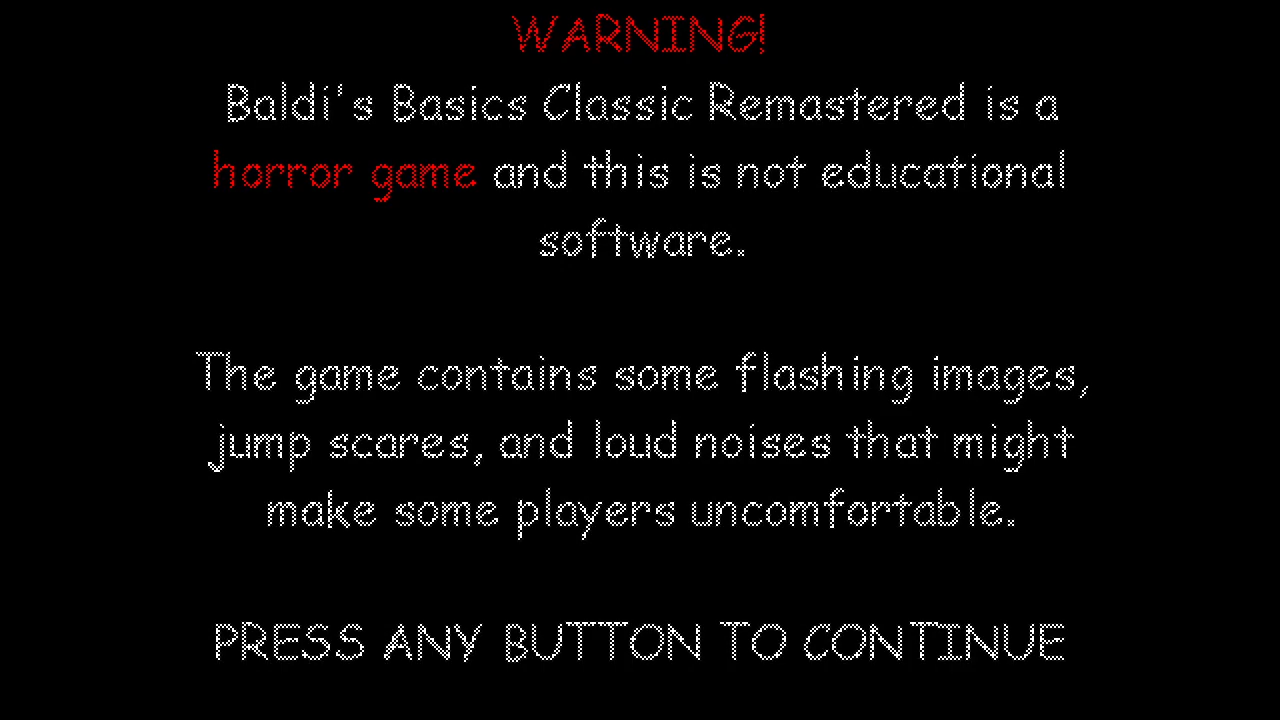 WARNING!
Baldi's Basics Classic Remastered is a
horror game and this is not educational
software.
The game contains some flashing images,
jump scares, and loud noises that might
make some players uncomfortable.
PRESS ANY BUTTON TO CONTINUE